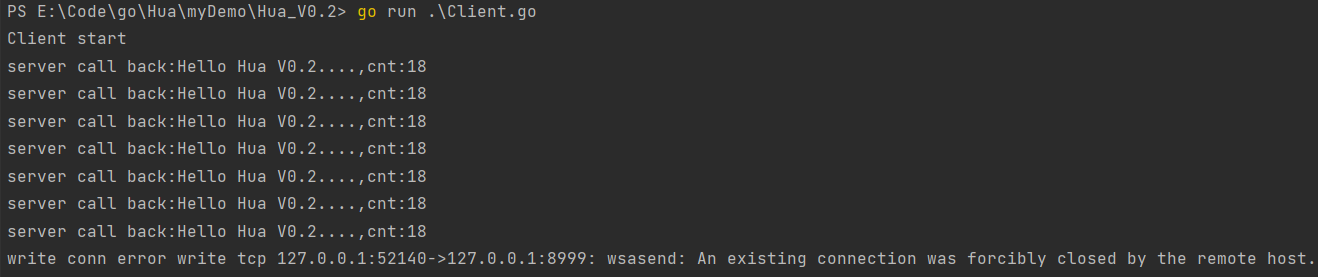 PS E:\Code\go\Hua\myDemo\Hua_V0.2> go run .\Client.go
Client start
server call back:Hello Hua V0.2....,cnt:18
server call back:Hello Hua V0.2....,cnt:18
server call back:Hello Hua V0.2....,cnt:18
server call back:Hello Hua V0.2....,cnt:18
server call back:Hello Hua V0.2....,cnt:18
server call back:Hello Hua V0.2....,cnt:18
server call back:Hello Hua V0.2....,cnt:18
write conn error write tcp 127.0.0.1:52140->127.0.0.1:8999: wsasend: An existing connection was forcibly closed by the remote host.